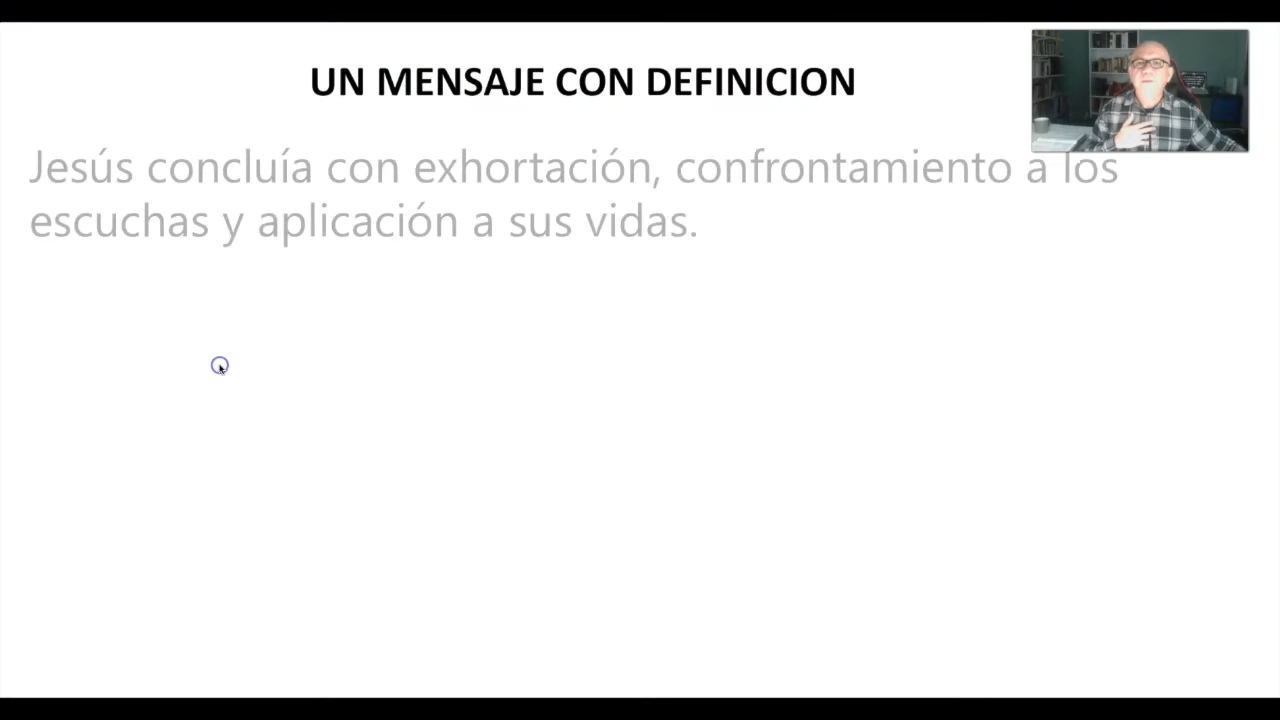 UN MENSAJE CON DEFINICION
Jesús concluía con exhortación, confrontamiento a los
escuchas y aplicación a sus vidas.